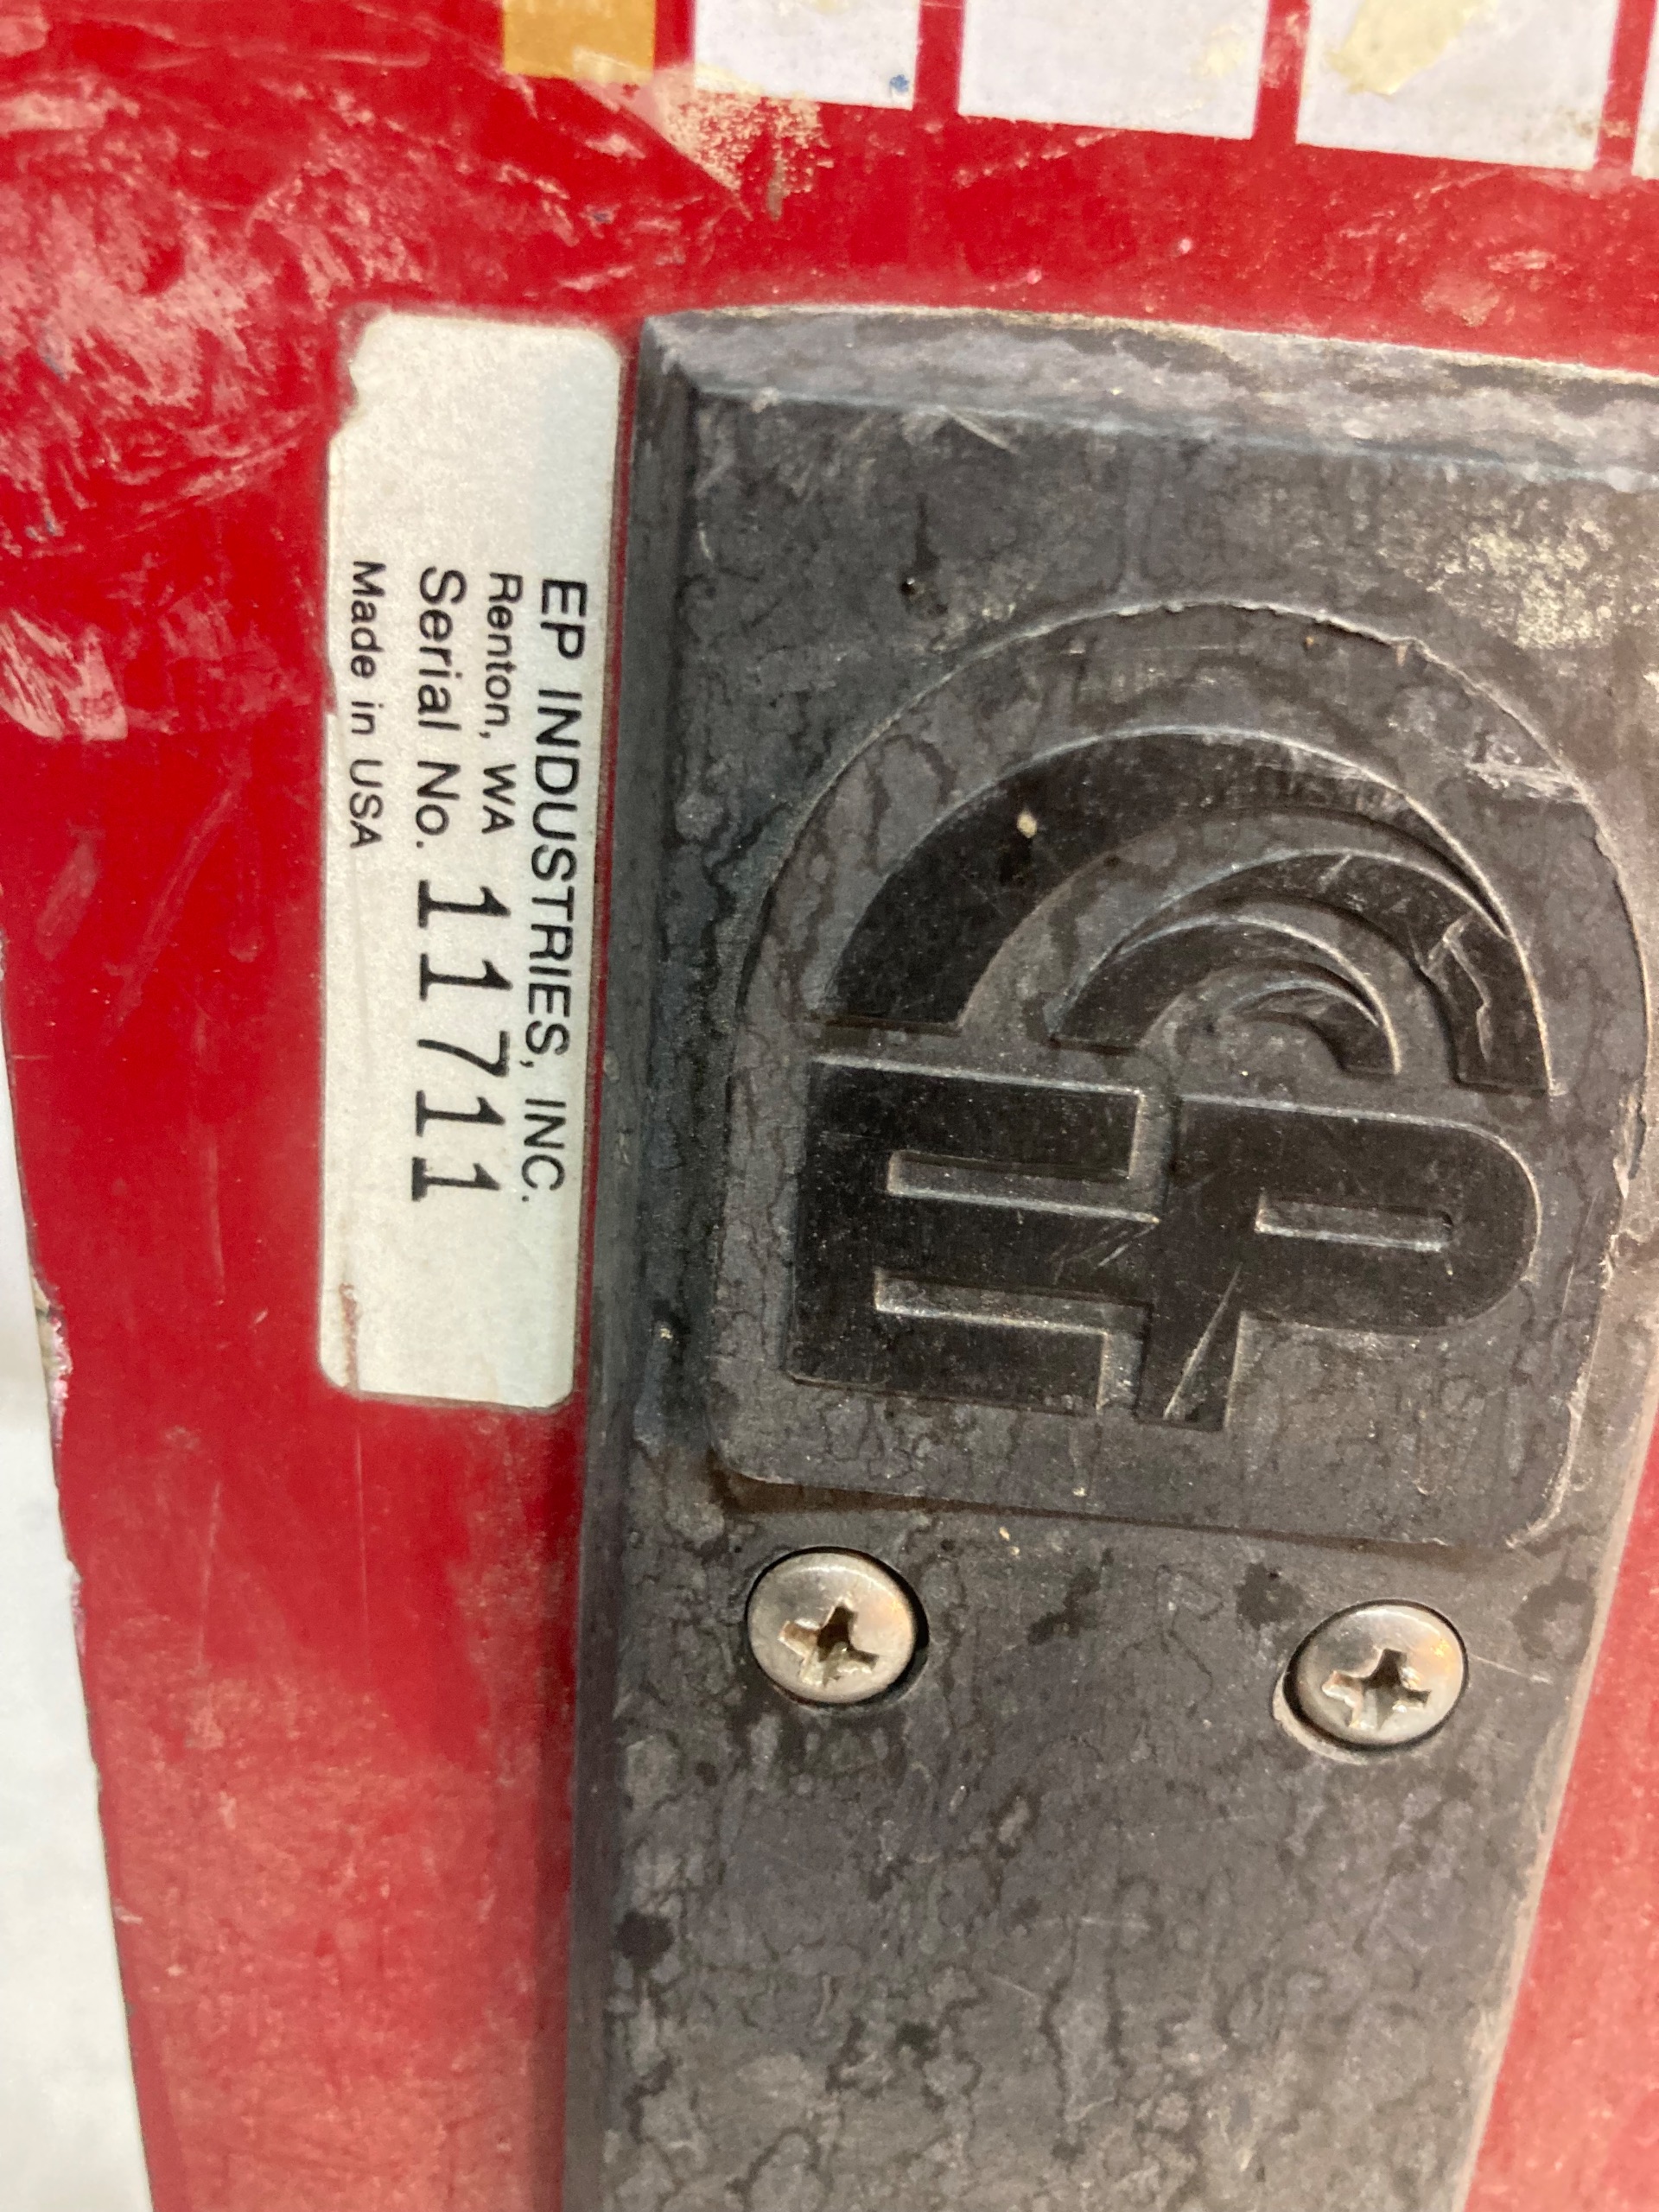 EP INDUSTRIES, INC.
Renton, WA
Serial No. 11711
Made in USA
EP